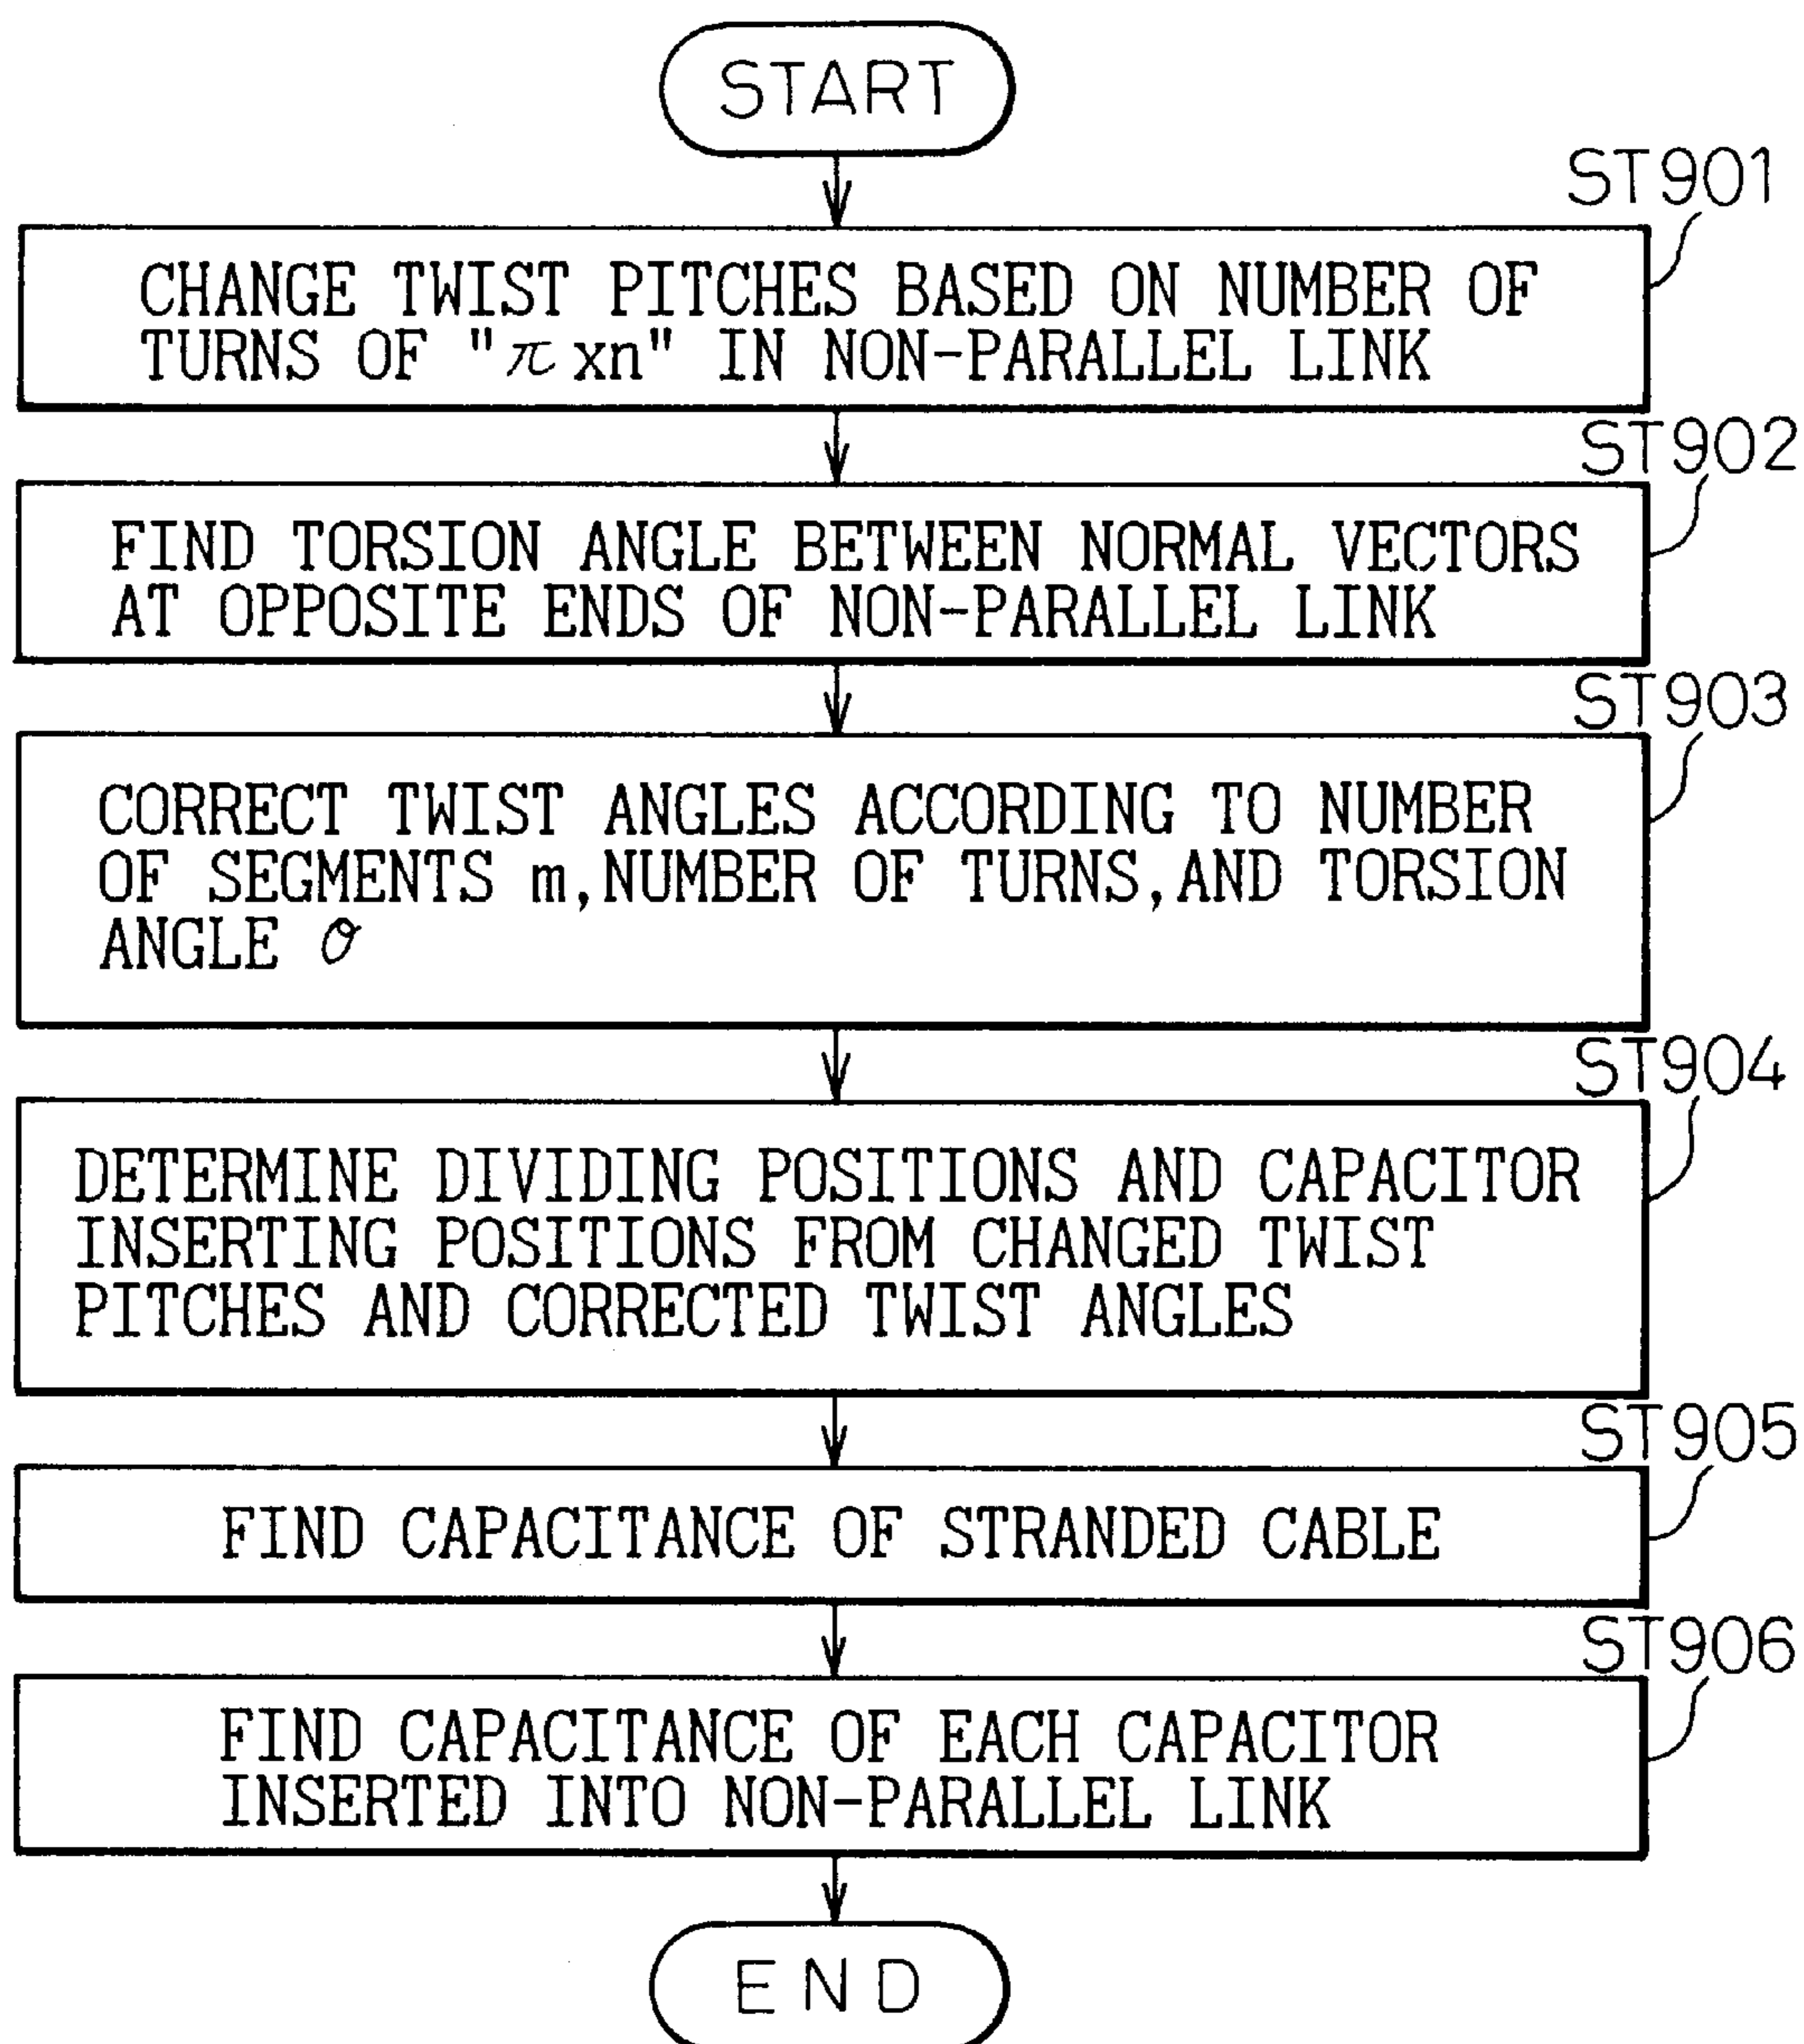 START
ST901
CHANGE TWIST PITCHES BASED ON NUMBER OF
TURNS OF "π xn" IN NON-PARALLEL LINK
ST902
FIND TORSION ANGLE BETWEEN NORMAL VECTORS
AT OPPOSITE ENDS OF NON-PARALLEL LINK
ST903
CORRECT TWIST ANGLES ACCORDING TO NUMBER
OF SEGMENTS m, NUMBER OF TURNS, AND TORSION
ANGLE θ
ST904
DETERMINE DIVIDING POSITIONS AND CAPACITOR
INSERTING POSITIONS FROM CHANGED TWIST
PITCHES AND CORRECTED TWIST ANGLES
ST905
FIND CAPACITANCE OF STRANDED CABLE
ST906
FIND CAPACITANCE OF EACH CAPACITOR
INSERTED INTO NON-PARALLEL LINK
END